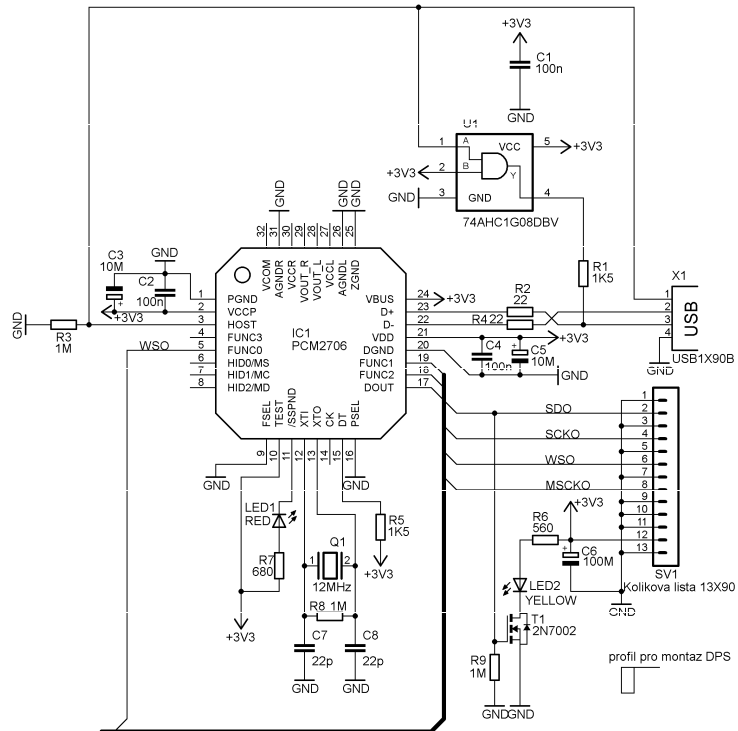 +3V3
C1
100n
GND
U1
1 A VCC 5 +3V3
+3V3 2 B Y
GND 3 GND 4
74AHC1G08DBV
GND GND GND
32 31 30 29 28 27 26 25
VCOM AGNDR VCCR VOUT_R VOUT_L VCCL AGNDL ZGND
R1
1K5
X1
C3
10M
GND
C2
100n
+3V3
GND
R3
1M
1 PGND
2 VCCP
3 HOST
4 FUNC3
WSO 5 FUNC0
6 HID0/MS
7 HID1/MC
8 HID2/MD
IC1
PCM2706
VBUS 24 +3V3
D+ 23
D- 22
VDD 21 +3V3
DGND 20
FUNC1 19
FUNC2 18
DOUT 17
R2
22
R4 22
C4
100n
+
C5
10M
GND
1
2
3
4
USB
GND
USB1X90B
FSEL TEST /SSPND XTI XTO CK DT PSEL
9 10 11 12 13 14 15 16
GND GND
SDO
SCKO
WSO
MSCKO
1
2
3
4
5
6
7
8
9
10
11
12
13
SV1
Kolikova lista 13X90
LED1
RED
R7
680
+3V3
Q1
1 2
12MHz
R8 1M
C7
22p
C8
22p
GND GND
R5
1K5
+3V3
+3V3
R6
560
+
C6
100M
GND
LED2
YELLOW
T1
2N7002
R9
1M
GND GND
profil pro montaz DPS